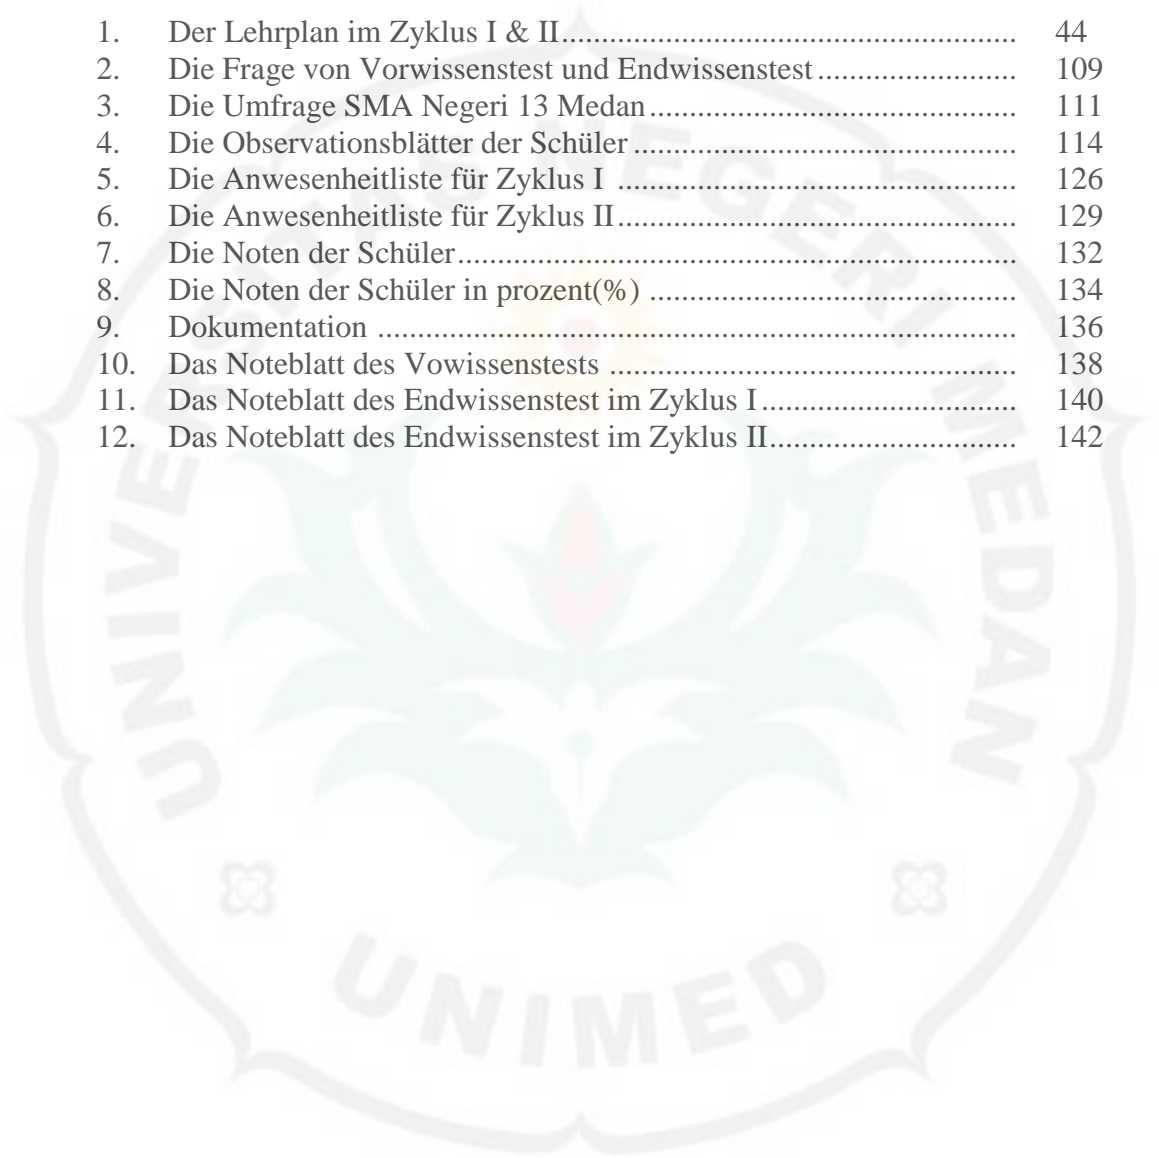 1. Der Lehrplan im Zyklus I & II....................................................... 44
2. Die Frage von Vorwissenstest und Endwissenstest........................ 109
3. Die Umfrage SMA Negeri 13 Medan......................................... 111
4. Die Observationsblätter der Schüler........................................... 114
5. Die Anwesenheitliste für Zyklus I ............................................. 126
6. Die Anwesenheitliste für Zyklus II............................................. 129
7. Die Noten der Schüler................................................................ 132
8. Die Noten der Schüler in prozent(%) ......................................... 134
9. Dokumentation .......................................................................... 136
10. Das Noteblatt des Vowissenstests .............................................. 138
11. Das Noteblatt des Endwissenstest im Zyklus I............................ 140
12. Das Noteblatt des Endwissenstest im Zyklus II........................... 142
UNIVERSITAS NEGERI MEDAN
UNIMED